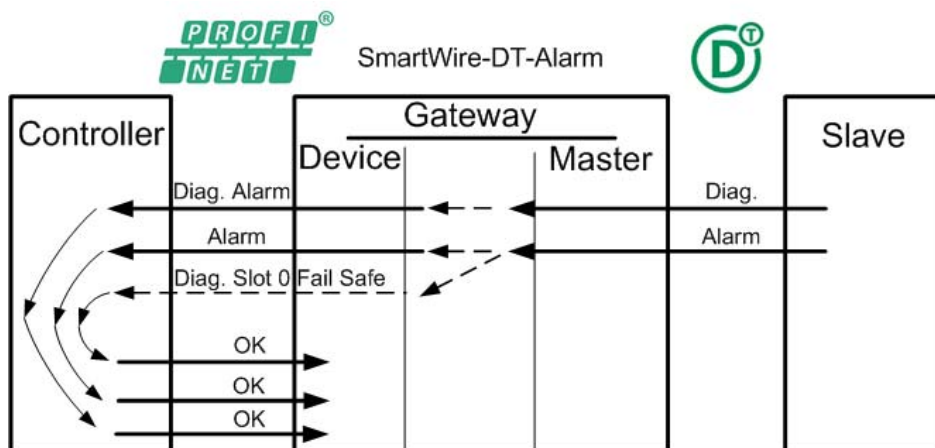 PROFI®
NET
SmartWire-DT-Alarm
DT
Controller
Gateway
Device
Master
Slave
Diag. Alarm
Diag.
Alarm
Alarm
Diag. Slot 0 Fail Safe
OK
OK
OK